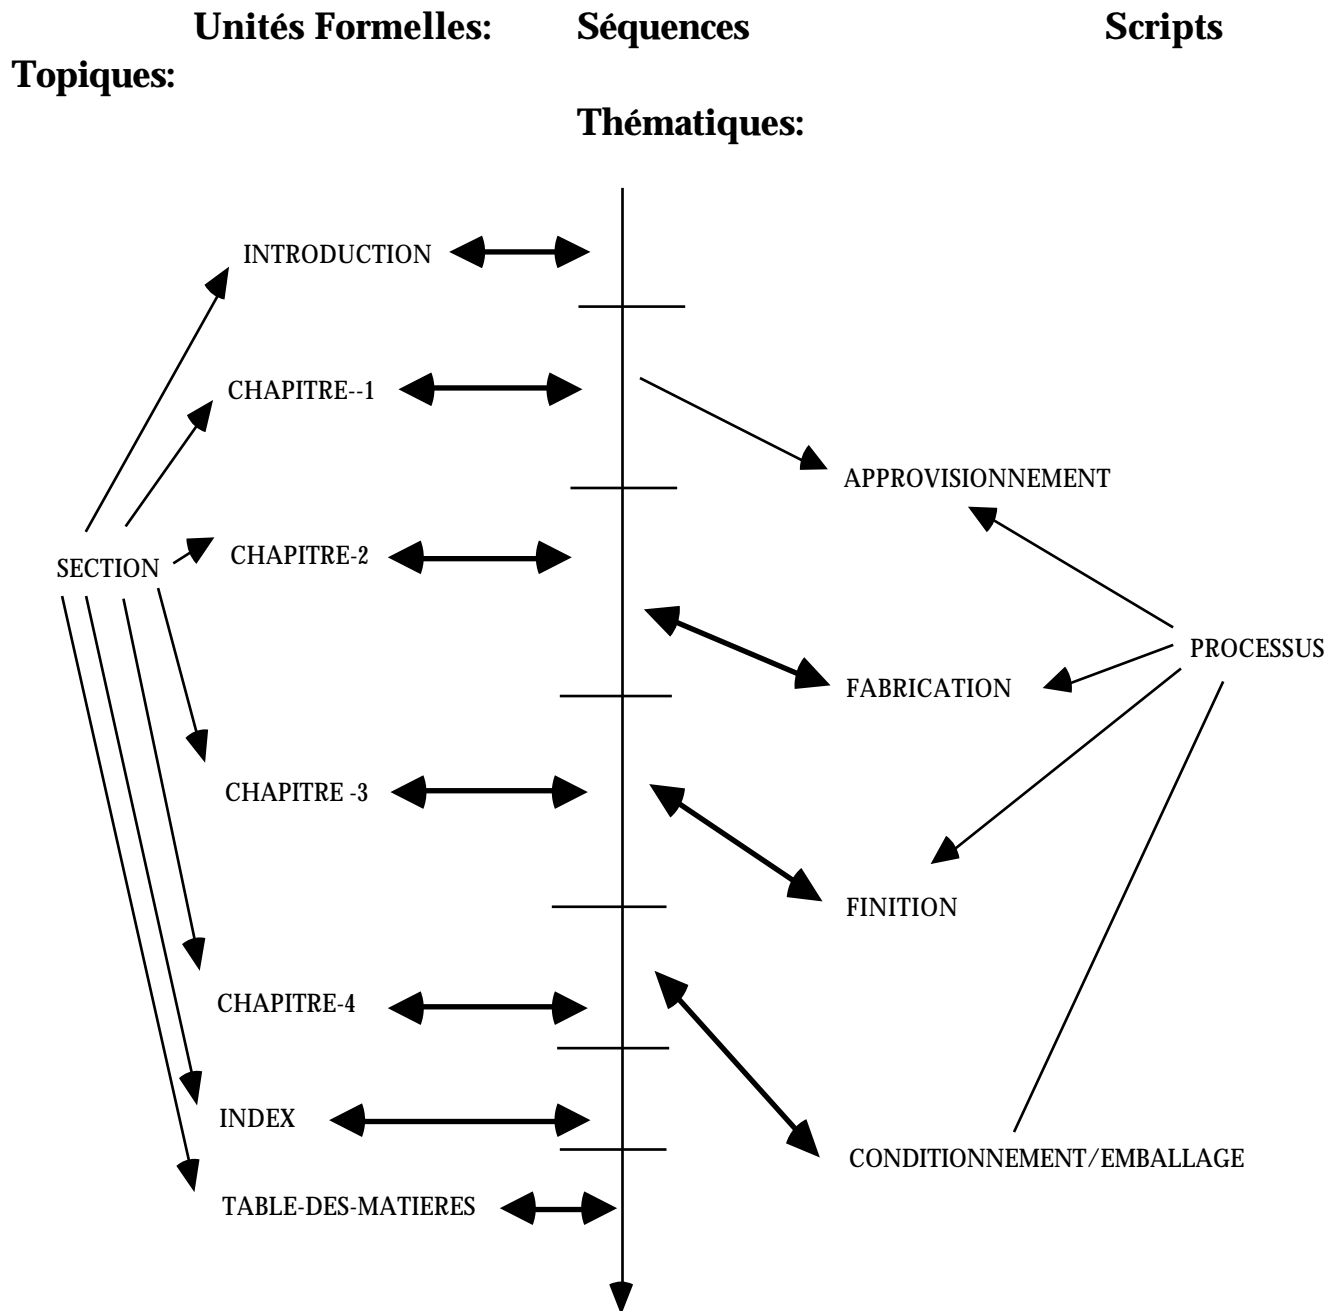 Unités Formelles: Séquences Scripts
Topiques:
Thématiques:
INTRODUCTION
CHAPITRE--1
APPROVISIONNEMENT
CHAPITRE-2
SECTION
PROCESSUS
FABRICATION
CHAPITRE -3
FINITION
CHAPITRE-4
INDEX
CONDITIONNEMENT/EMBALLAGE
TABLE-DES-MATIERES